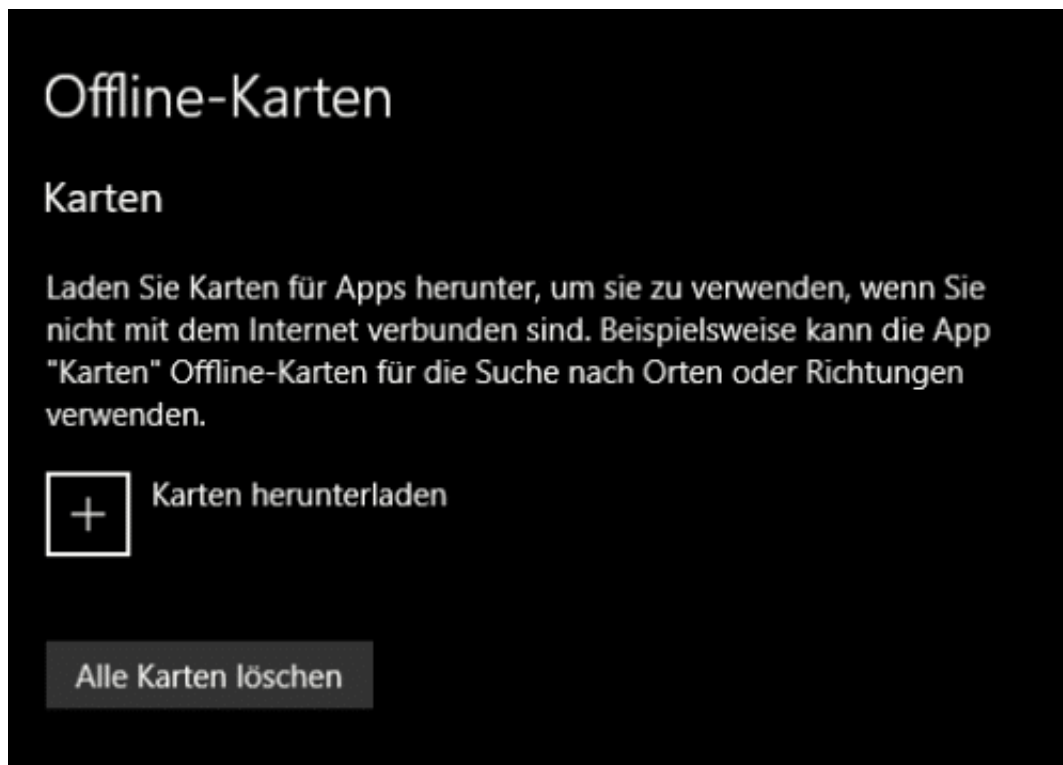 Offline-Karten
Karten
Laden Sie Karten für Apps herunter, um sie zu verwenden, wenn Sie
nicht mit dem Internet verbunden sind. Beispielsweise kann die App
"Karten" Offline-Karten für die Suche nach Orten oder Richtungen
verwenden.
Karten herunterladen
Alle Karten löschen